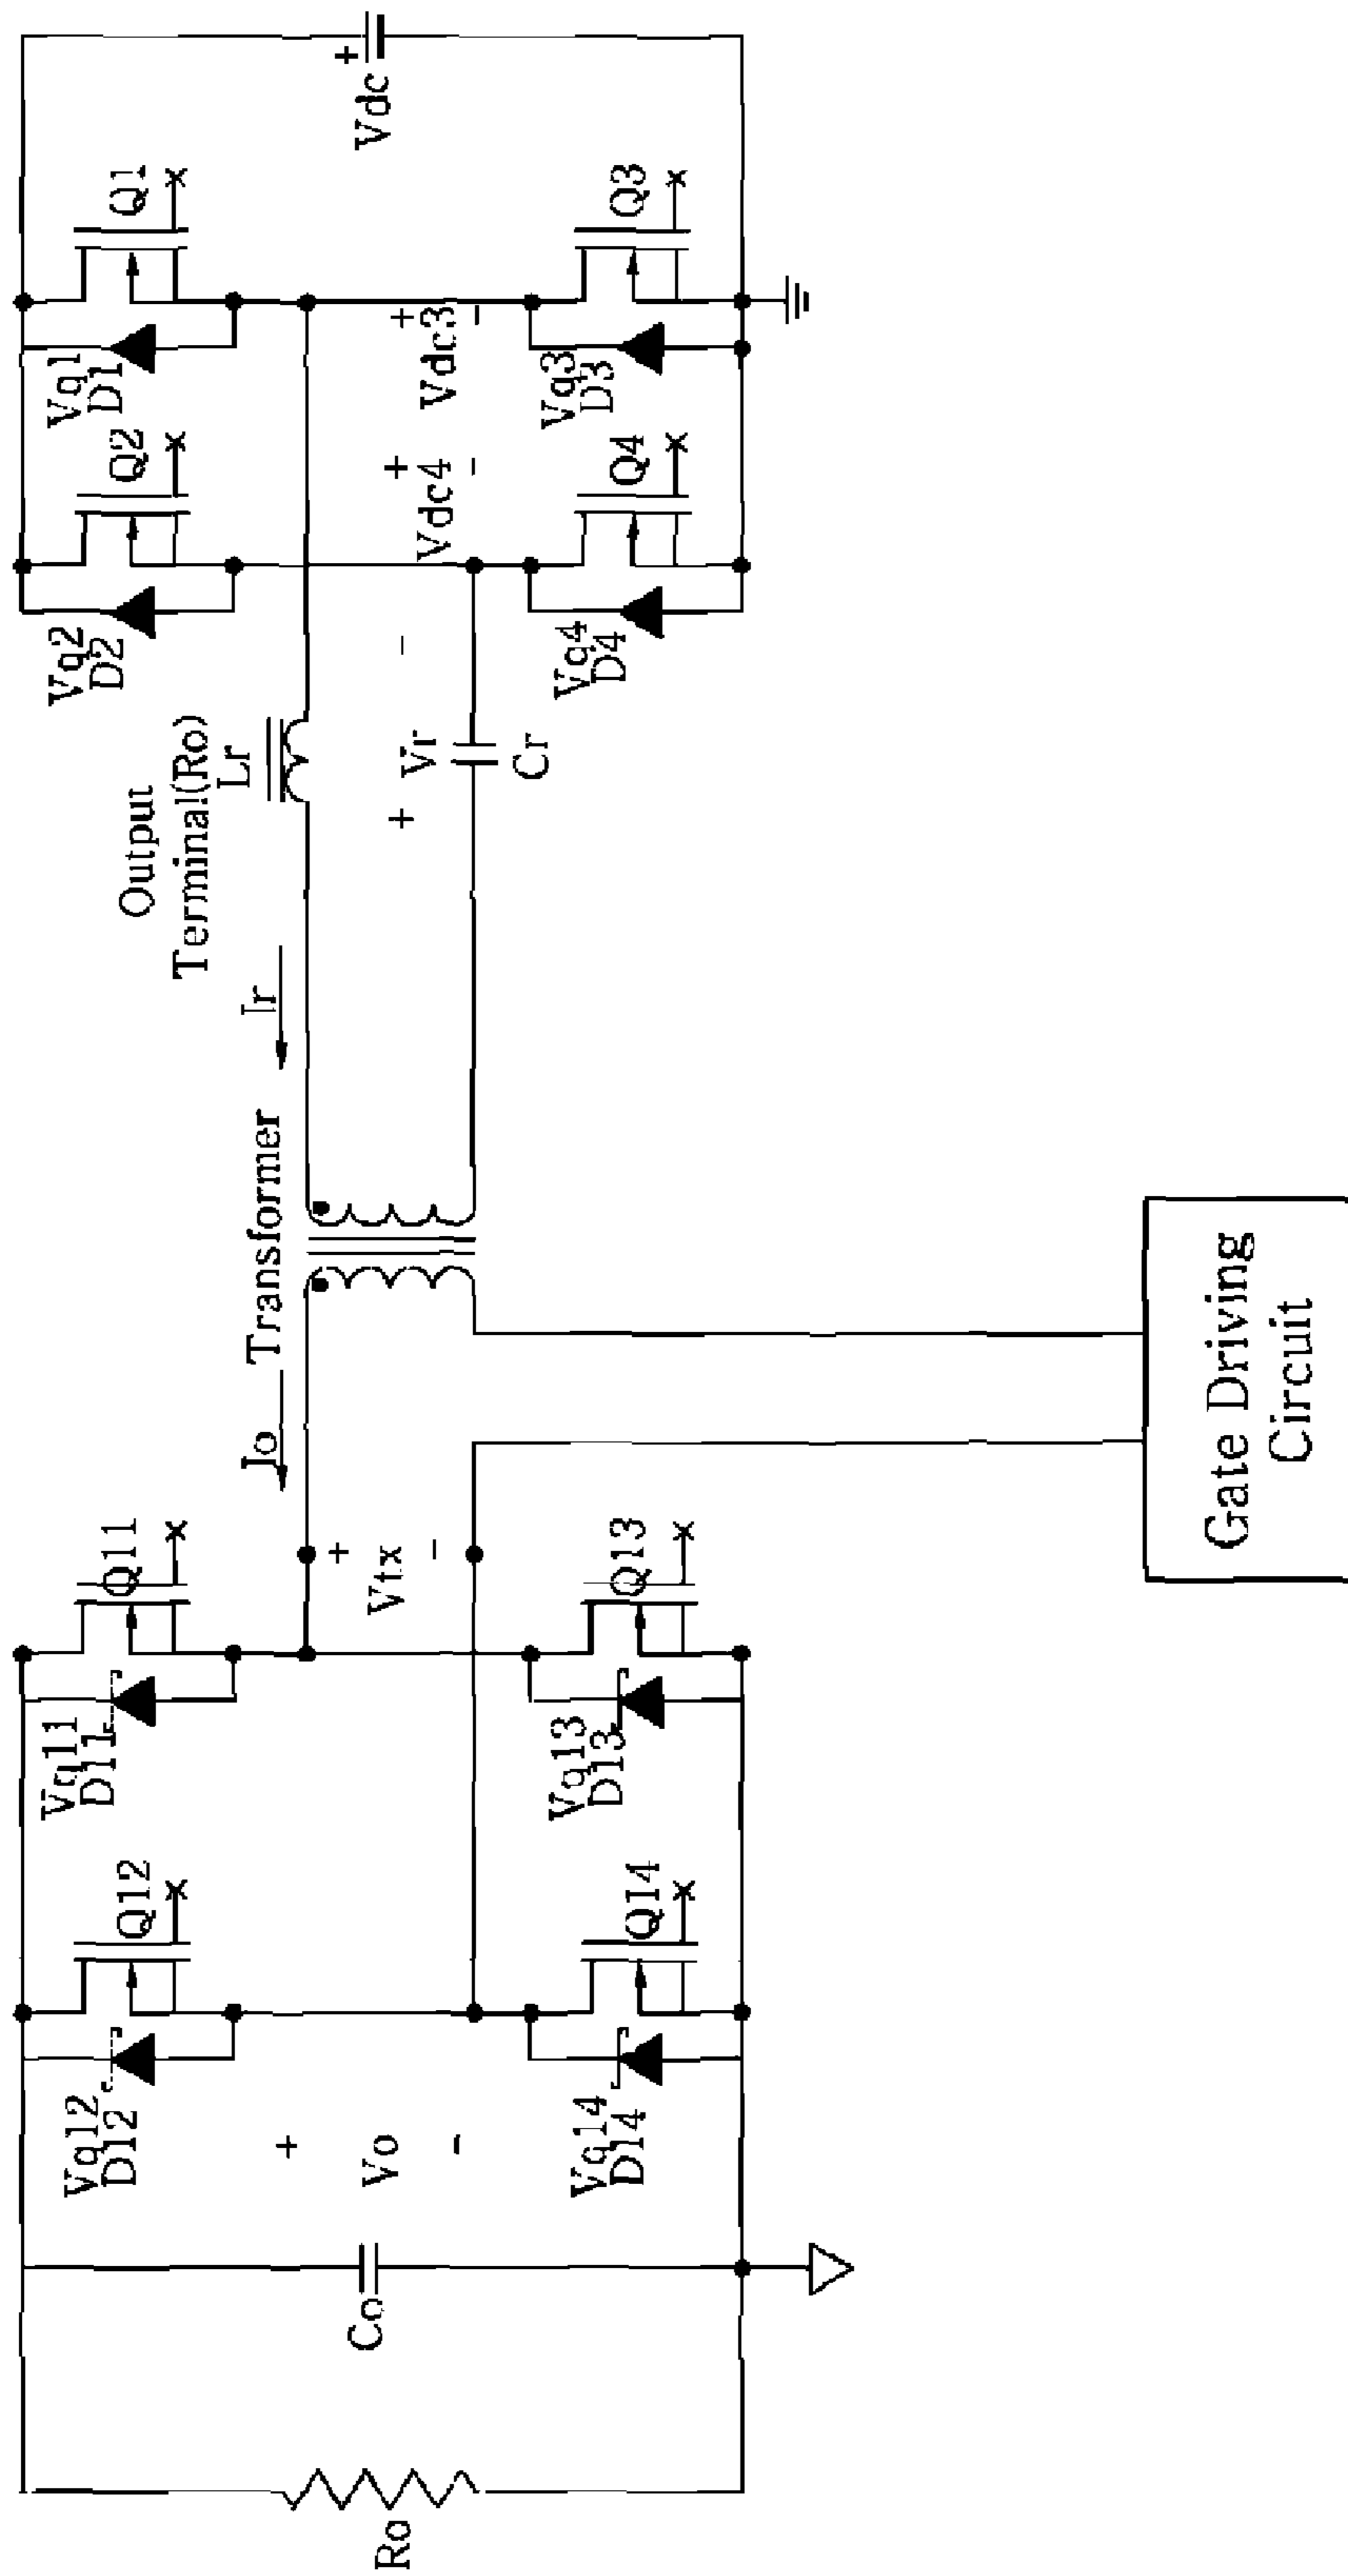 Ro
Co
+
Vo
-
Vq12
D12
Q12
Vq14
D14
Q14
Vq11
D11
Q11
Vq13
D13
Q13
+
Vtx
-
Io
Transformer
Ir
Gate Driving
Circuit
Output
Terminal(Ro)
Lr
+ Vr -
Cr
Vq2
D2
Q2
Vq4
D4
Q4
+
Vdc4
-
+
Vdc3
-
Vq1
D1
Q1
Vq3
D3
Q3
+
Vdc